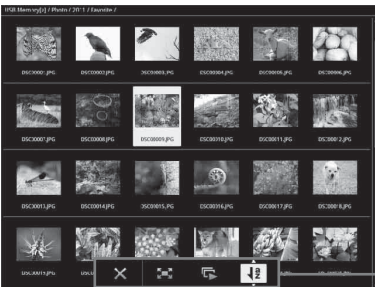 USB Memory[s] / Photo / 2011 / Favorite /
DSC00001.JPG DSC00002.JPG DSC00003.JPG DSC00004.JPG DSC00005.JPG DSC00006.JPG
DSC00007.JPG DSC00008.JPG DSC00009.JPG DSC00010.JPG DSC00011.JPG DSC00012.JPG
DSC00013.JPG DSC00014.JPG DSC00015.JPG DSC00016.JPG DSC00017.JPG DSC00018.JPG
DSC00019.JPG